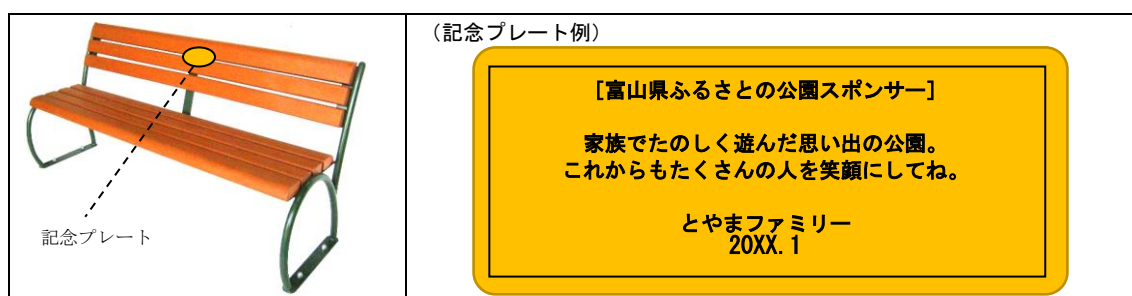 記念プレート
（記念プレート例）
［富山県ふるさとの公園スポンサー］
家族でたのしく遊んだ思い出の公園。
これからもたくさんの人を笑顔にしてね。
とやまファミリー
20XX.1